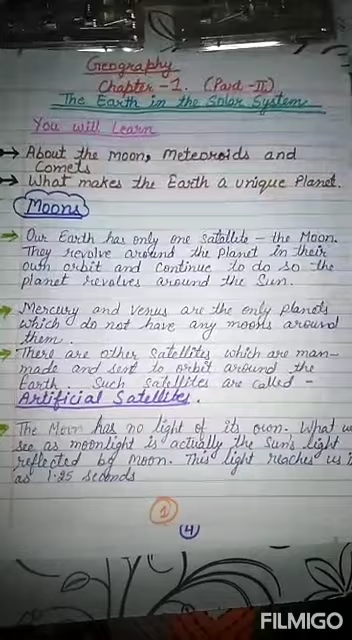 Geography
Chapter-1. (Part-II)
The Earth in the Solar System
You will Learn
→ About the Moon, Meteoroids and
Comets
→ What makes the Earth a unique Planet.
Moons
→ Our Earth has only one satellite - the Moon.
They revolve around the planet in their
own orbit and continue to do so the
planet revolves around the Sun.
→ Mercury and Venus are the only planets
which do not have any moons around
them.
→ There are other satellites which are man-
made and sent to orbit around the
Earth. Such satellites are called -
Artificial Satellites.
→ The Moon has no light of its own. What w
see as moonlight is actually the Sun's light
reflected by Moon. This light reaches us i
as 1.25 seconds
1
4
FILMIGO